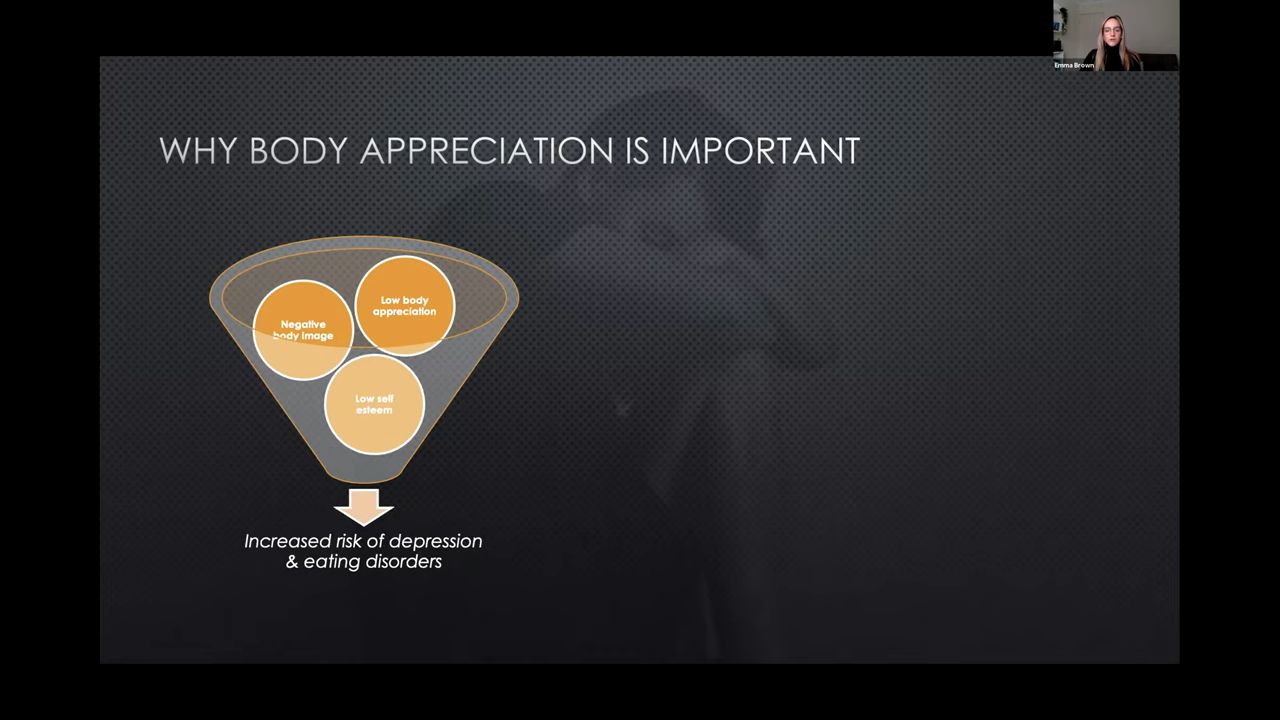 Emma Brown
WHY BODY APPRECIATION IS IMPORTANT
Low body
appreciation
Negative
body image
Low self
esteem
Increased risk of depression
& eating disorders